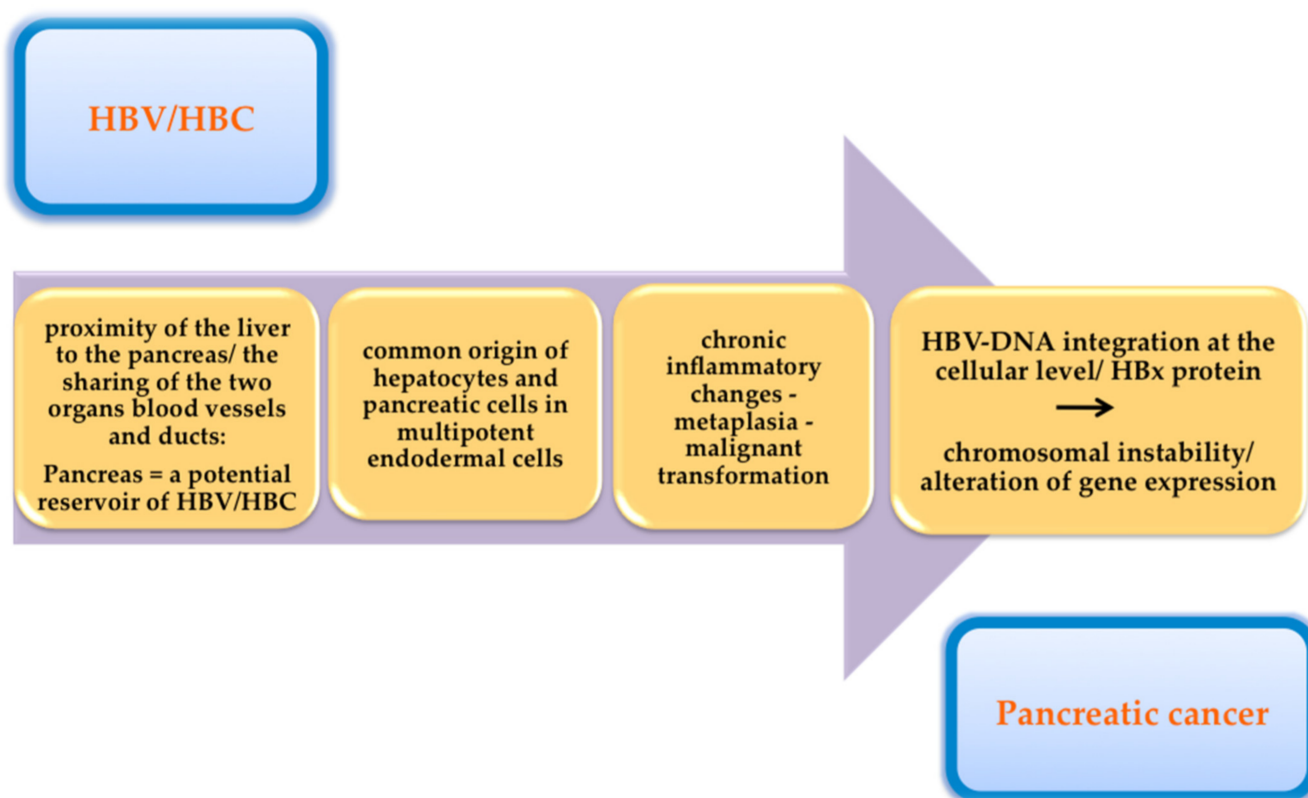 HBV/HBC
proximity of the liver
to the pancreas/ the
sharing of the two
organs blood vessels
and ducts:
Pancreas = a potential
reservoir of HBV/HBC
common origin of
hepatocytes and
pancreatic cells in
multipotent
endodermal cells
chronic
inflammatory
changes -
metaplasia -
malignant
transformation
HBV-DNA integration at the
cellular level/ HBx protein
→
chromosomal instability/
alteration of gene expression
Pancreatic cancer